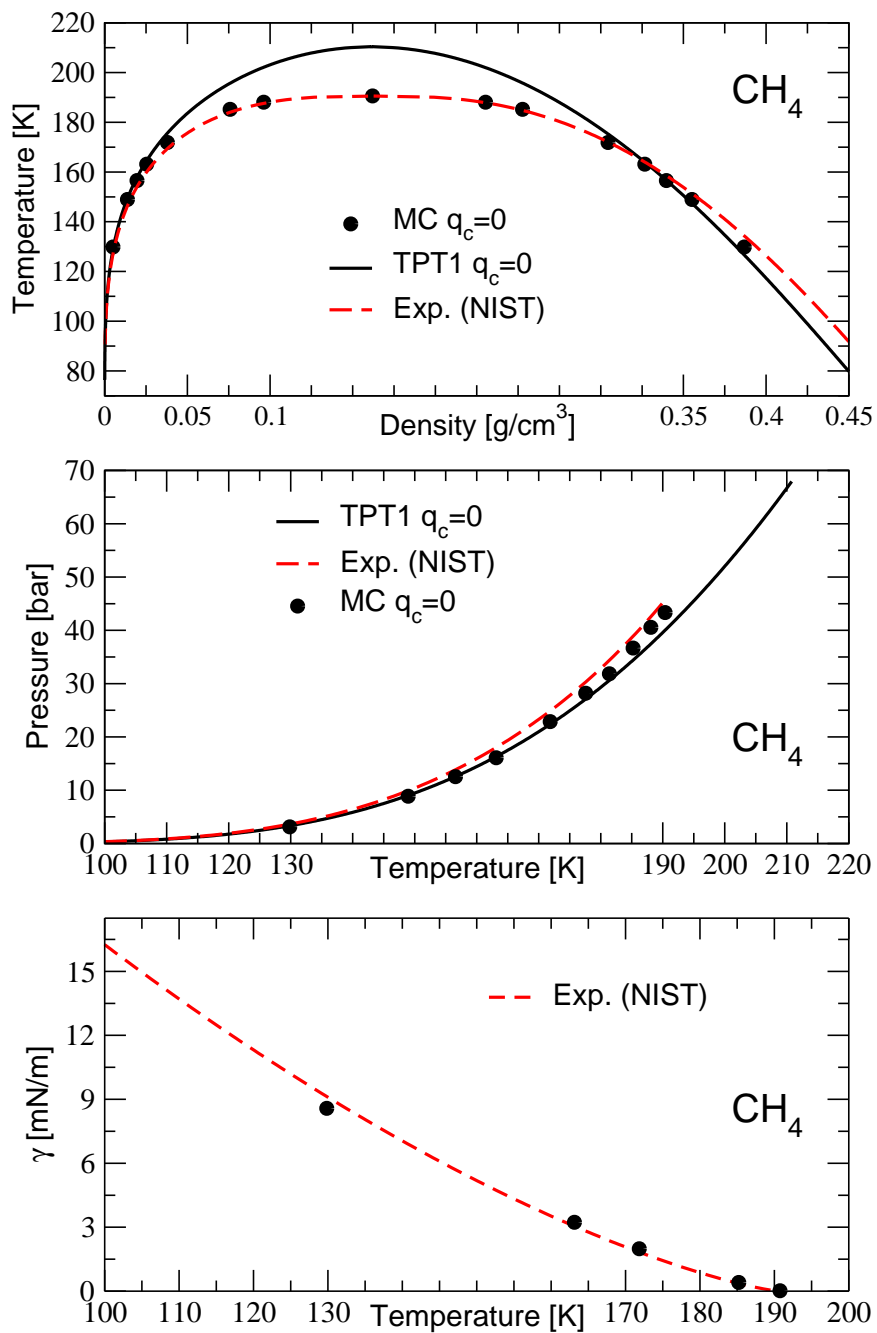 220
200
180
160
140
120
100
80
Temperature [K]
CH4
MC qc=0
TPT1 qc=0
Exp. (NIST)
0 0.05 0.1 0.35 0.4 0.45
Density [g/cm3]
70
60
50
40
30
20
10
0
Pressure [bar]
TPT1 qc=0
Exp. (NIST)
MC qc=0
CH4
100 110 120 130 190 200 210 220
Temperature [K]
15
12
9
6
3
0
γ [mN/m]
Exp. (NIST)
CH4
100 130 170 180 200
Temperature [K]